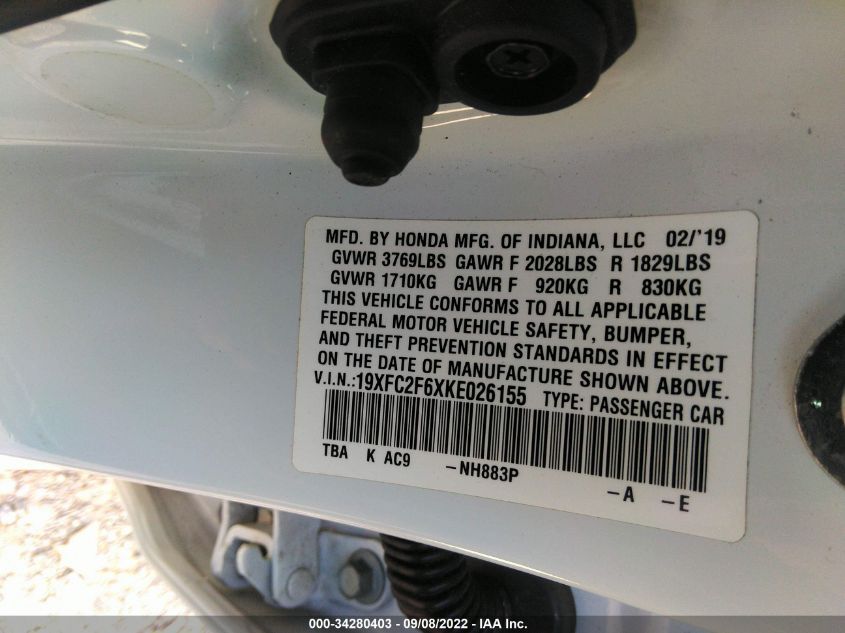 MFD. BY HONDA MFG. OF INDIANA, LLC 02/'19
GVWR 3769LBS GAWR F 2028LBS R 1829LBS
GVWR 1710KG GAWR F 920KG R 830KG
THIS VEHICLE CONFORMS TO ALL APPLICABLE
FEDERAL MOTOR VEHICLE SAFETY, BUMPER,
AND THEFT PREVENTION STANDARDS IN EFFECT
ON THE DATE OF MANUFACTURE SHOWN ABOVE.
V.I.N.:19XFC2F6XKE026155 TYPE: PASSENGER CAR
TBA K AC9 -NH883P -A -E
000-34280403 - 09/08/2022 - IAA Inc.